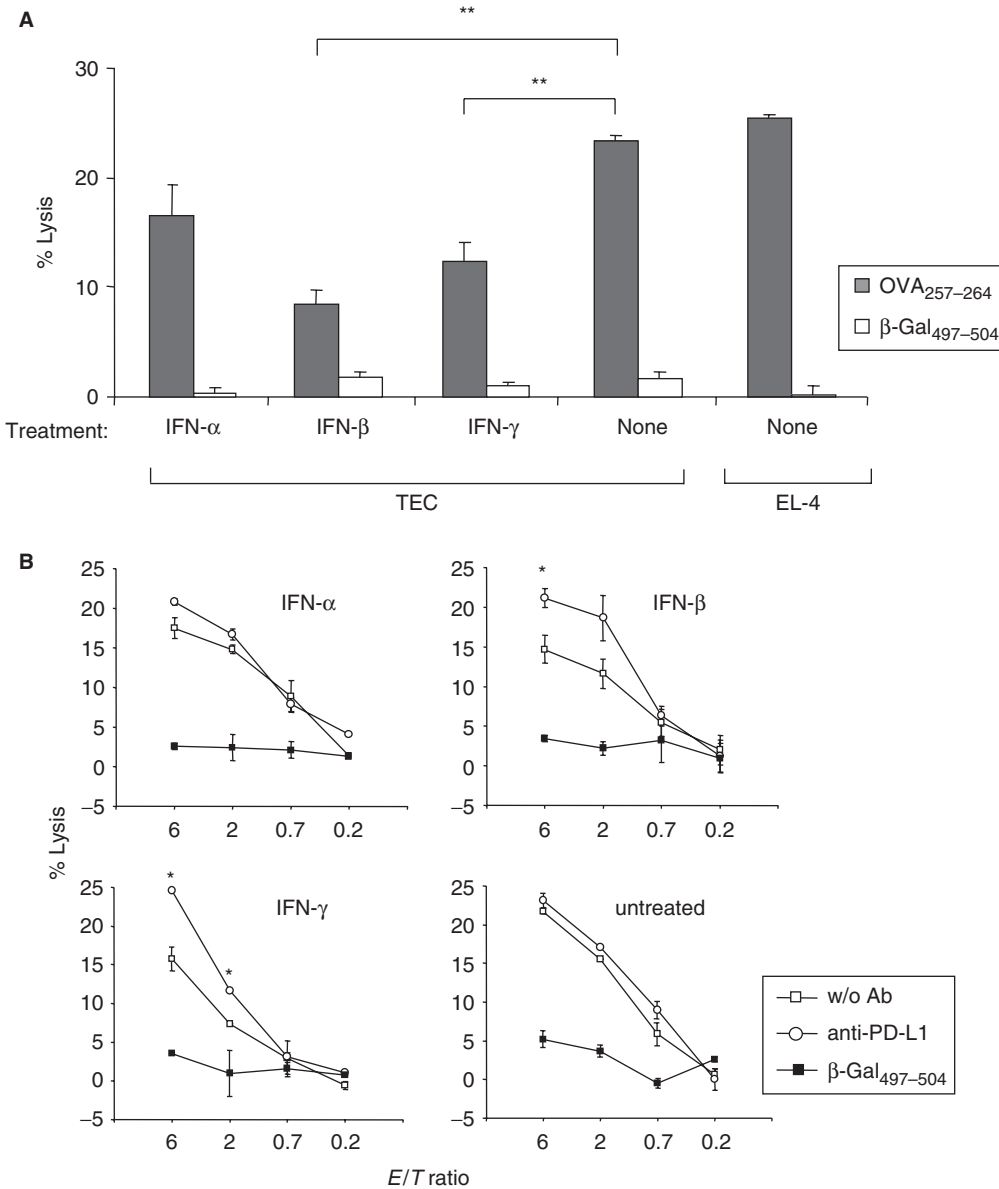 A
**
**
30
20
10
0
% Lysis
OVA257–264
β-Gal497–504
Treatment: IFN-α IFN-β IFN-γ None None
TEC EL-4
B
% Lysis
25
20
15
10
5
0
–5
IFN-α
6 2 0.7 0.2
25
20
15
10
5
0
–5
*
IFN-β
6 2 0.7 0.2
25
20
15
10
5
0
–5
*
*
IFN-γ
6 2 0.7 0.2
25
20
15
10
5
0
–5
untreated
6 2 0.7 0.2
w/o Ab
anti-PD-L1
β-Gal497–504
E/T ratio